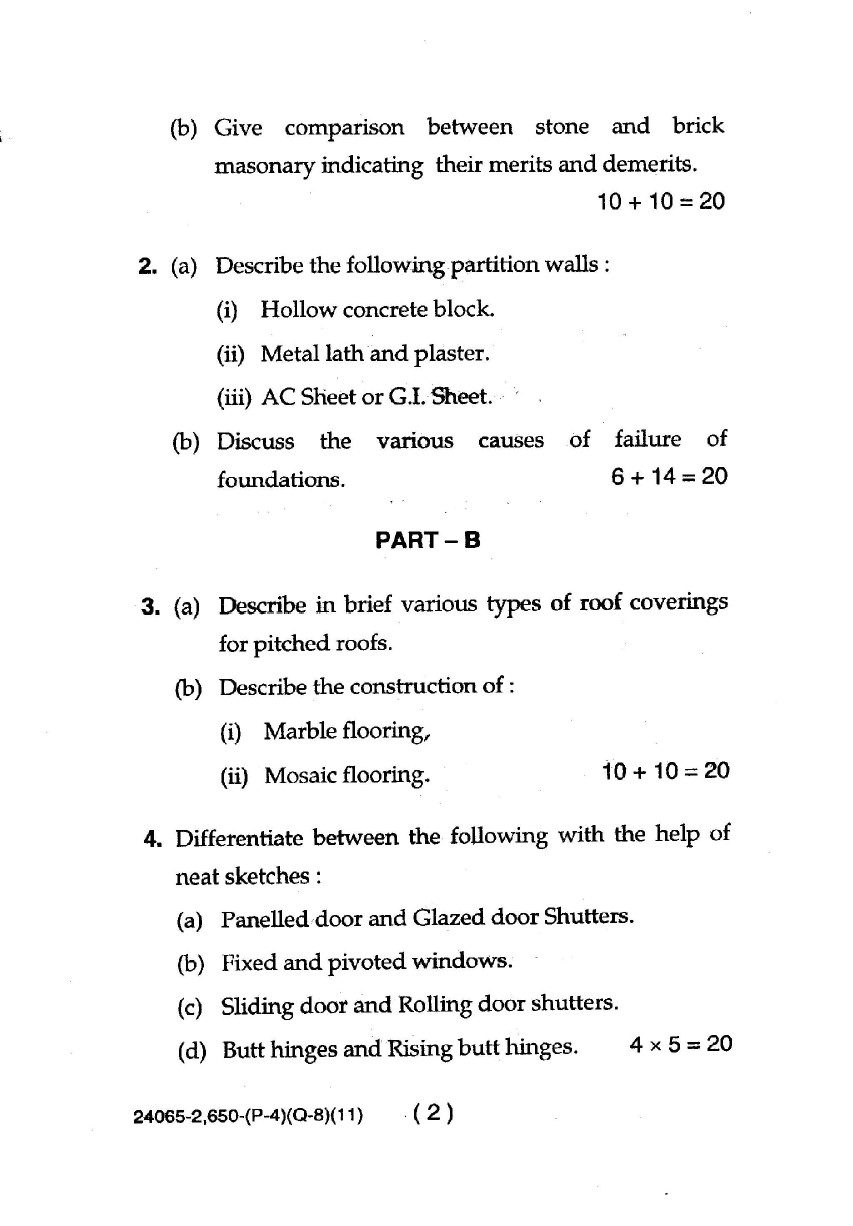 (b) Give comparison between stone and brick
masonary indicating their merits and demerits.
10 + 10 = 20
2. (a) Describe the following partition walls :
(i) Hollow concrete block.
(ii) Metal lath and plaster.
(iii) AC Sheet or G.I. Sheet.
(b) Discuss the various causes of failure of
foundations. 6 + 14 = 20
PART – B
3. (a) Describe in brief various types of roof coverings
for pitched roofs.
(b) Describe the construction of :
(i) Marble flooring,
(ii) Mosaic flooring. 10 + 10 = 20
4. Differentiate between the following with the help of
neat sketches :
(a) Panelled door and Glazed door Shutters.
(b) Fixed and pivoted windows.
(c) Sliding door and Rolling door shutters.
(d) Butt hinges and Rising butt hinges. 4 × 5 = 20
24065-2,650-(P-4)(Q-8)(11) ( 2 )